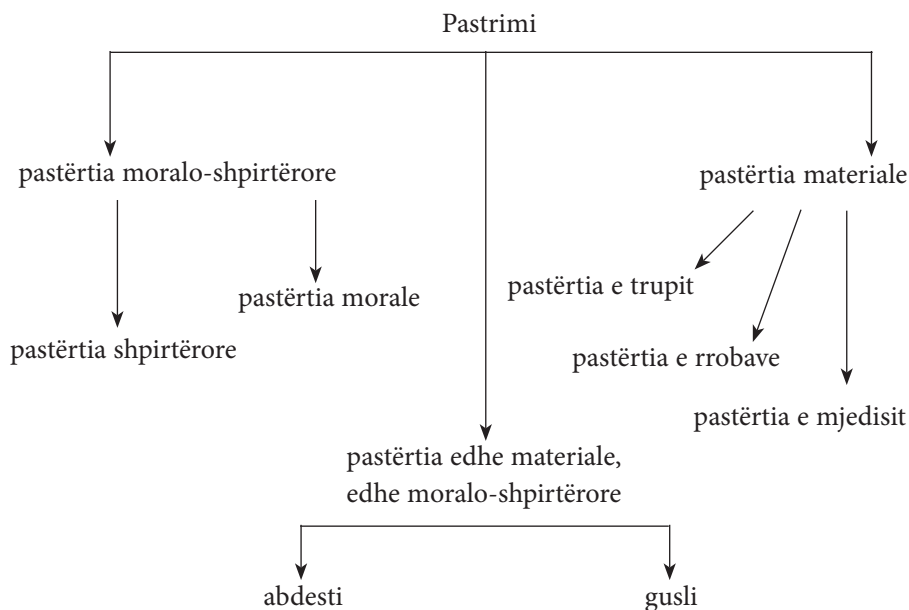 Pastrimi
pastërtia moralo-shpirtërore
pastërtia materiale
pastërtia e trupit
pastërtia morale
pastërtia shpirtërore
pastërtia e rrobave
pastërtia e mjedisit
pastërtia edhe materiale,
edhe moralo-shpirtërore
abdesti
gusli